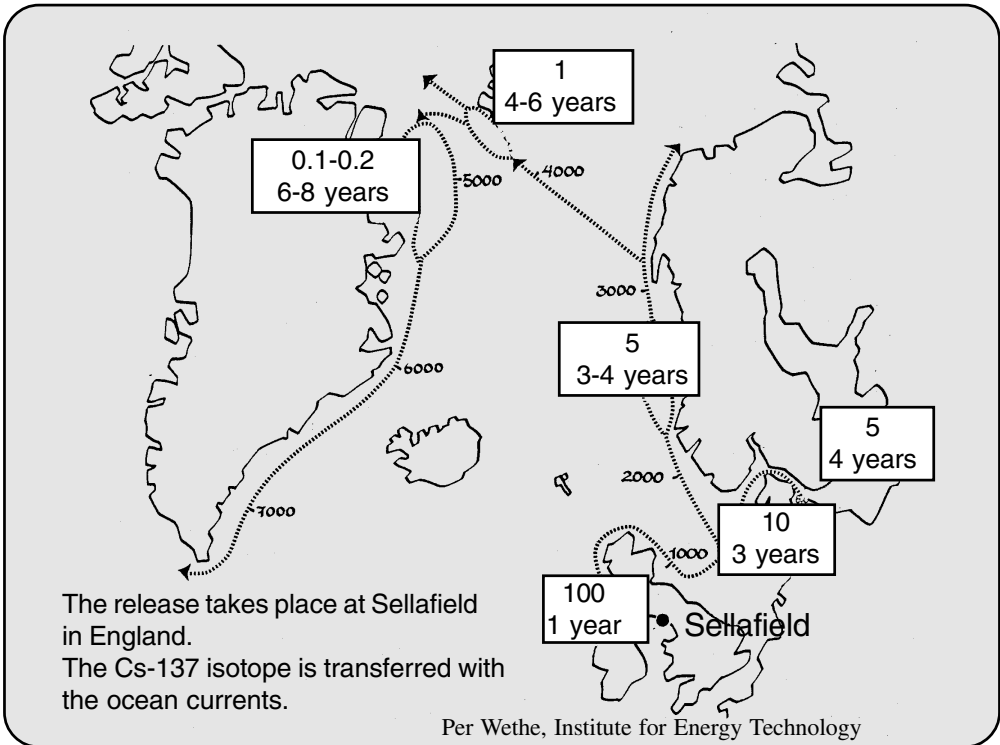 1
4-6 years
0.1-0.2
6-8 years
4000
5000
3000
5
3-4 years
6000
5
4 years
2000
7000
10
3 years
1000
100
1 year
Sellafield
The release takes place at Sellafield
in England.
The Cs-137 isotope is transferred with
the ocean currents.
Per Wethe, Institute for Energy Technology